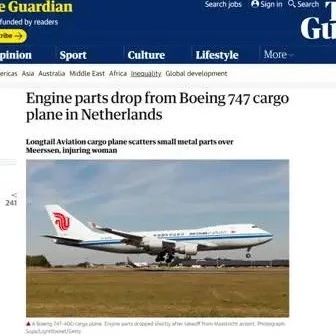 e Guardian
funded by readers
Search jobs
Sign in
Search
T
Gu
pinion
Sport
Culture
Lifestyle
More
ericas Asia Australia Middle East Africa Inequality Global development
Engine parts drop from Boeing 747 cargo
plane in Netherlands
Longtail Aviation cargo plane scatters small metal parts over
Meerssen, injuring woman
241
A Boeing 747-400 cargo plane. Engine parts dropped shortly after takeoff from Maastricht airport. Photograph: